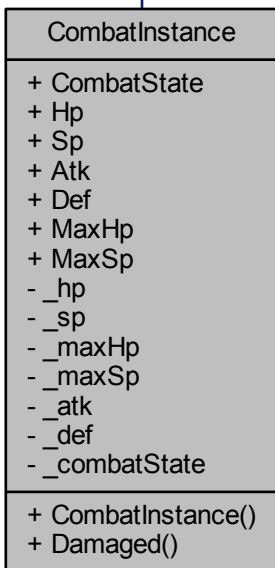 CombatInstance
+ CombatState
+ Hp
+ Sp
+ Atk
+ Def
+ MaxHp
+ MaxSp
- _hp
- _sp
- _maxHp
- _maxSp
- _atk
- _def
- _combatState
+ CombatInstance()
+ Damaged()